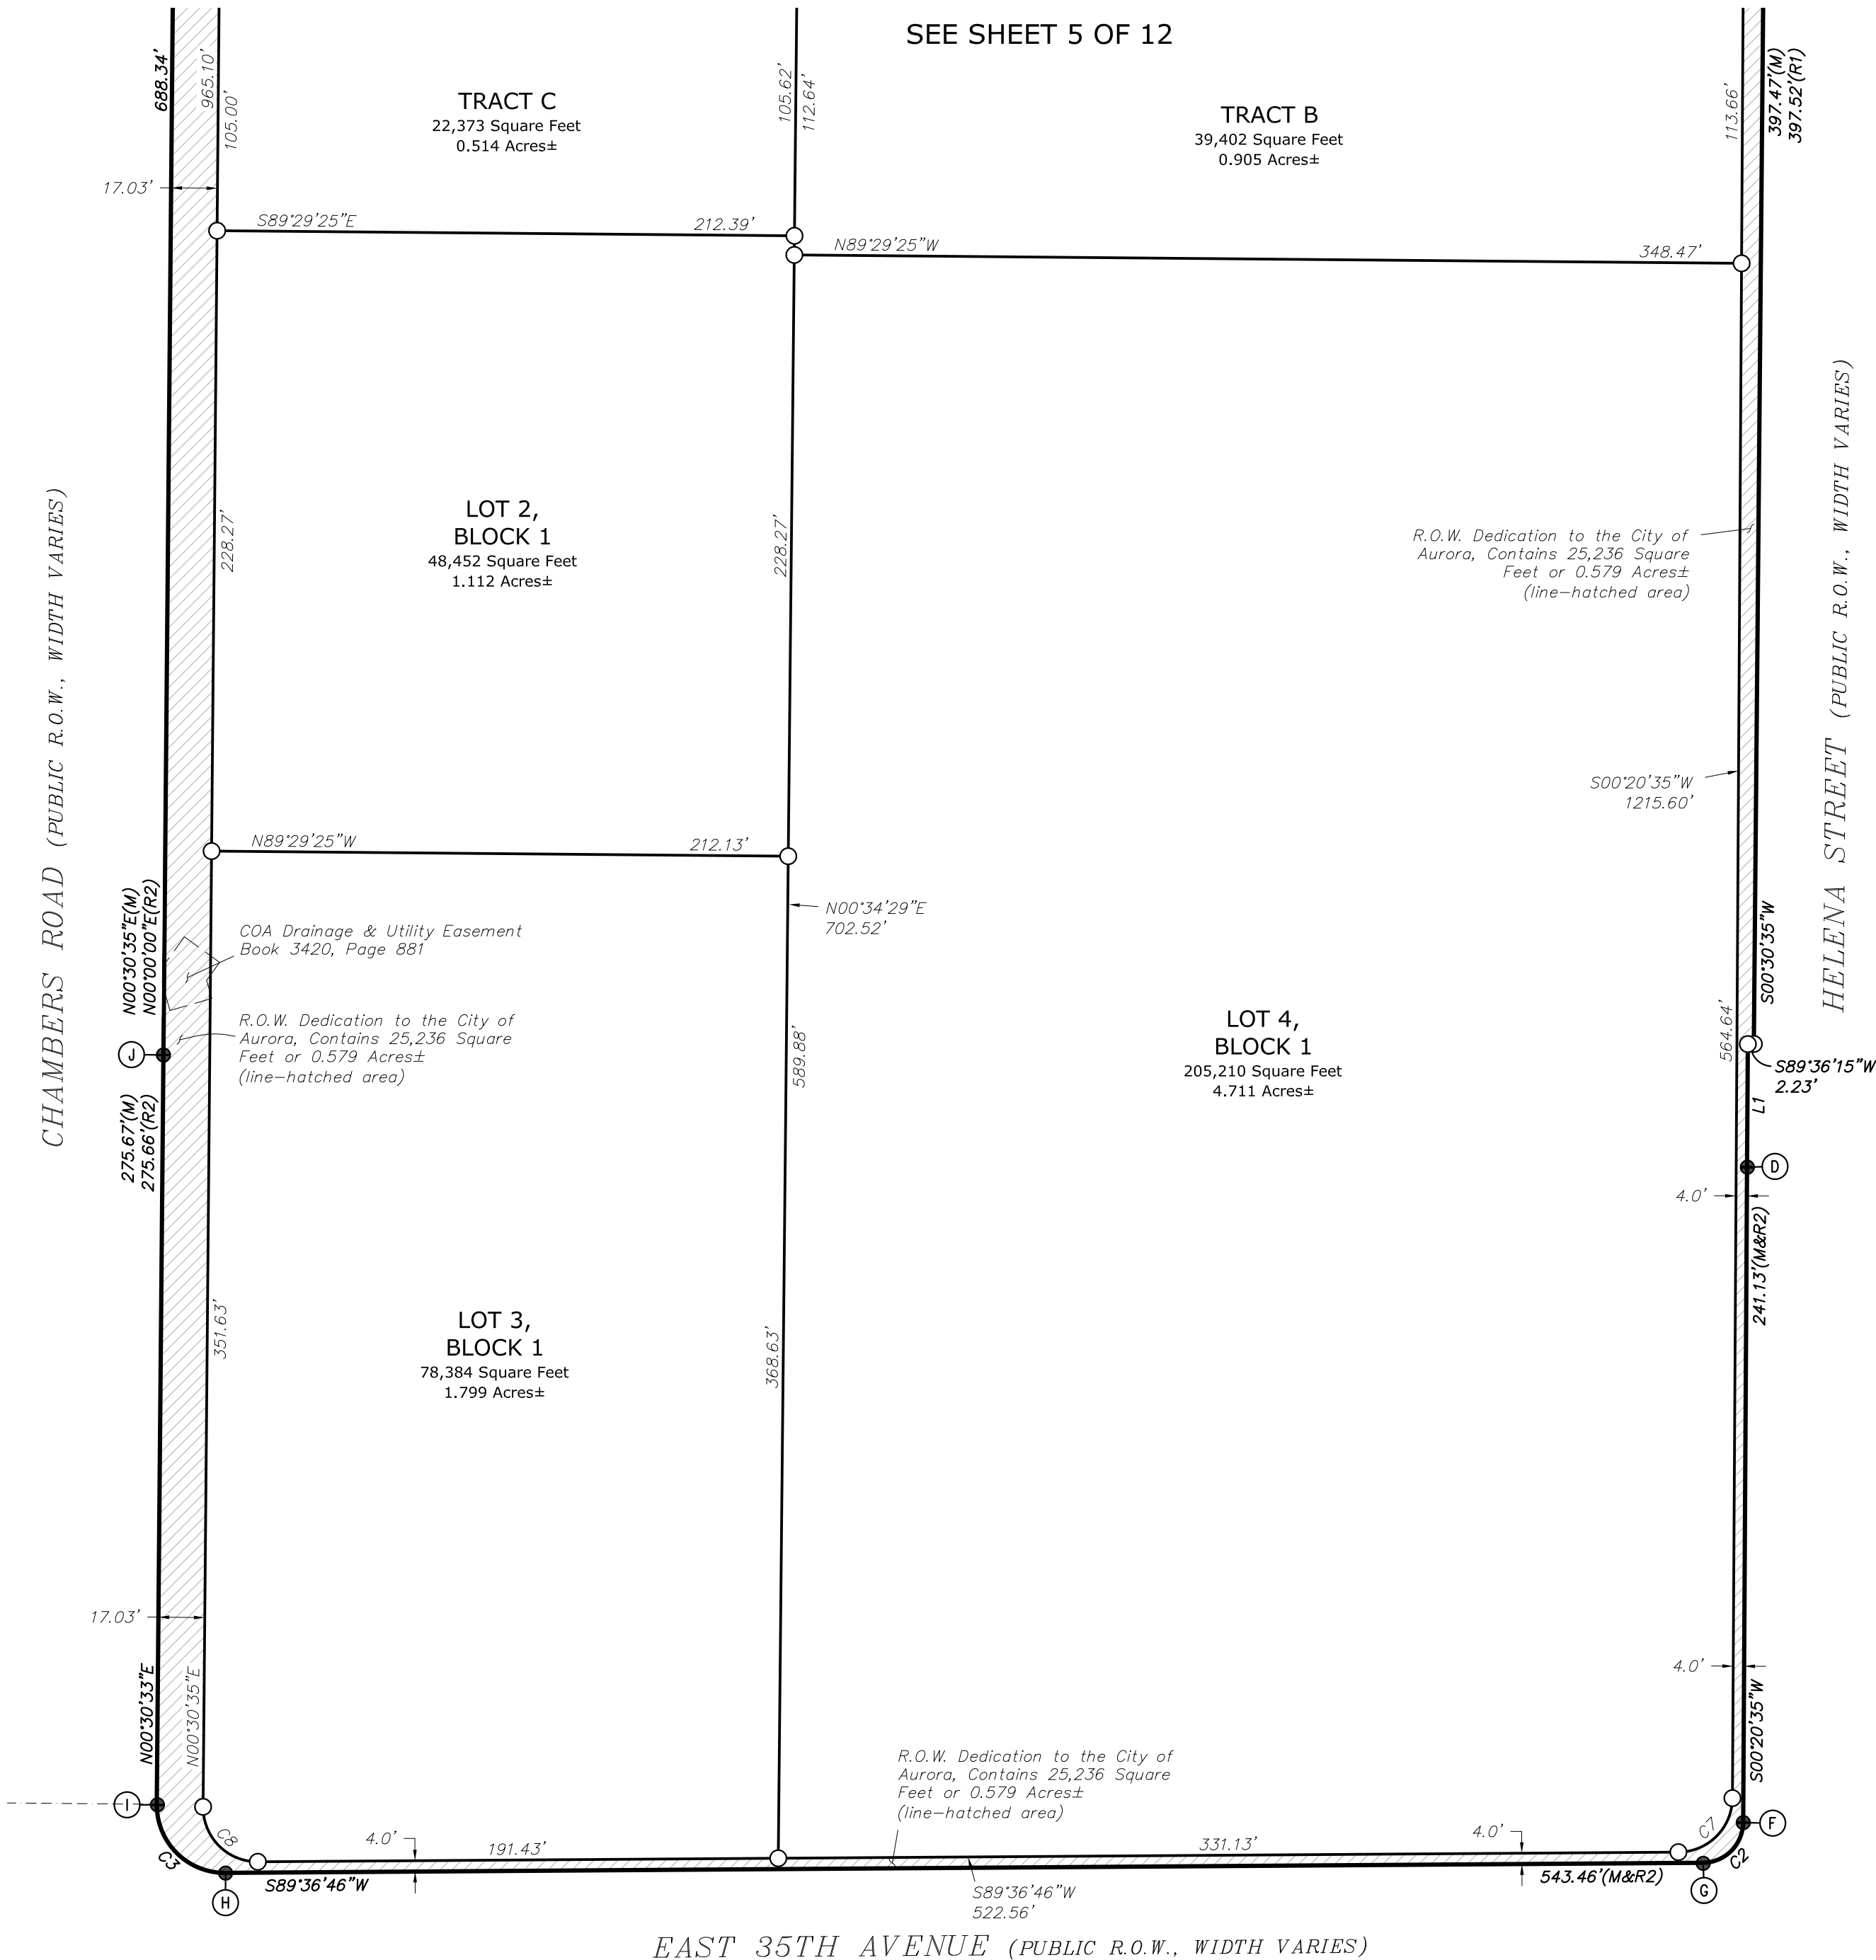 SEE SHEET 5 OF 12
688.34'
965.10'
105.00'
TRACT C
22,373 Square Feet
0.514 Acres±
105.62'
112.64'
TRACT B
39,402 Square Feet
0.905 Acres±
113.66'
397.47'(M)
397.52'(R1)
17.03'
S89°29'25"E
212.39'
N89°29'25"W
348.47'
CHAMBERS ROAD (PUBLIC R.O.W., WIDTH VARIES)
228.27'
LOT 2,
BLOCK 1
48,452 Square Feet
1.112 Acres±
228.27'
R.O.W. Dedication to the City of
Aurora, Contains 25,236 Square
Feet or 0.579 Acres±
(line-hatched area)
HELENA STREET (PUBLIC R.O.W., WIDTH VARIES)
S00°20'35"W
1215.60'
N89°29'25"W
212.13'
N00°34'29"E
702.52'
N00°30'35"E(M)
N00°00'00"E(R2)
COA Drainage & Utility Easement
Book 3420, Page 881
S00°30'35"W
R.O.W. Dedication to the City of
Aurora, Contains 25,236 Square
Feet or 0.579 Acres±
(line-hatched area)
J
589.88'
LOT 4,
BLOCK 1
205,210 Square Feet
4.711 Acres±
564.64'
S89°36'15"W
2.23'
L1
275.67'(M)
275.66'(R2)
D
4.0'
241.13'(M&R2)
351.63'
LOT 3,
BLOCK 1
78,384 Square Feet
1.799 Acres±
368.63'
17.03'
N00°30'33"E
N00°30'35"E
4.0'
S00°20'35"W
R.O.W. Dedication to the City of
Aurora, Contains 25,236 Square
Feet or 0.579 Acres±
(line-hatched area)
I
C8
C3
4.0'
191.43'
331.13'
4.0'
C7
C2
F
S89°36'46"W
H
S89°36'46"W
522.56'
543.46'(M&R2)
G
EAST 35TH AVENUE (PUBLIC R.O.W., WIDTH VARIES)